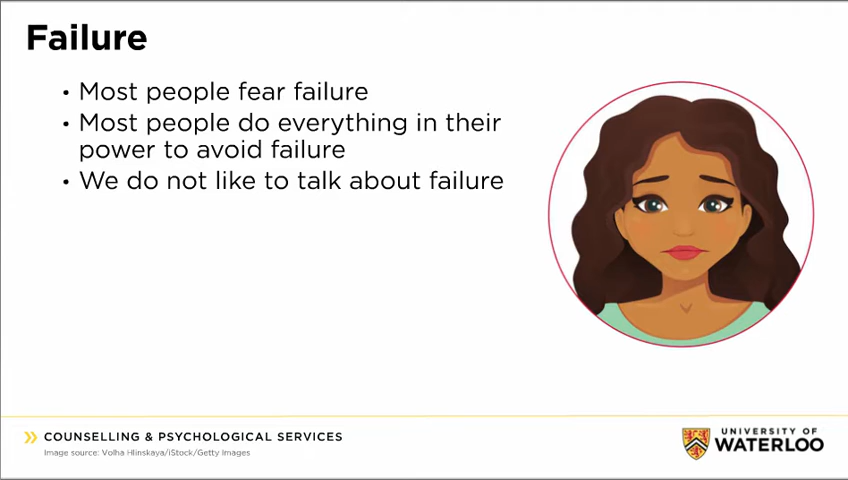 Failure
• Most people fear failure
• Most people do everything in their
power to avoid failure
• We do not like to talk about failure
COUNSELLING & PSYCHOLOGICAL SERVICES
Image source: Volha Hlinskaya/iStock/Getty Images
UNIVERSITY OF
WATERLOO